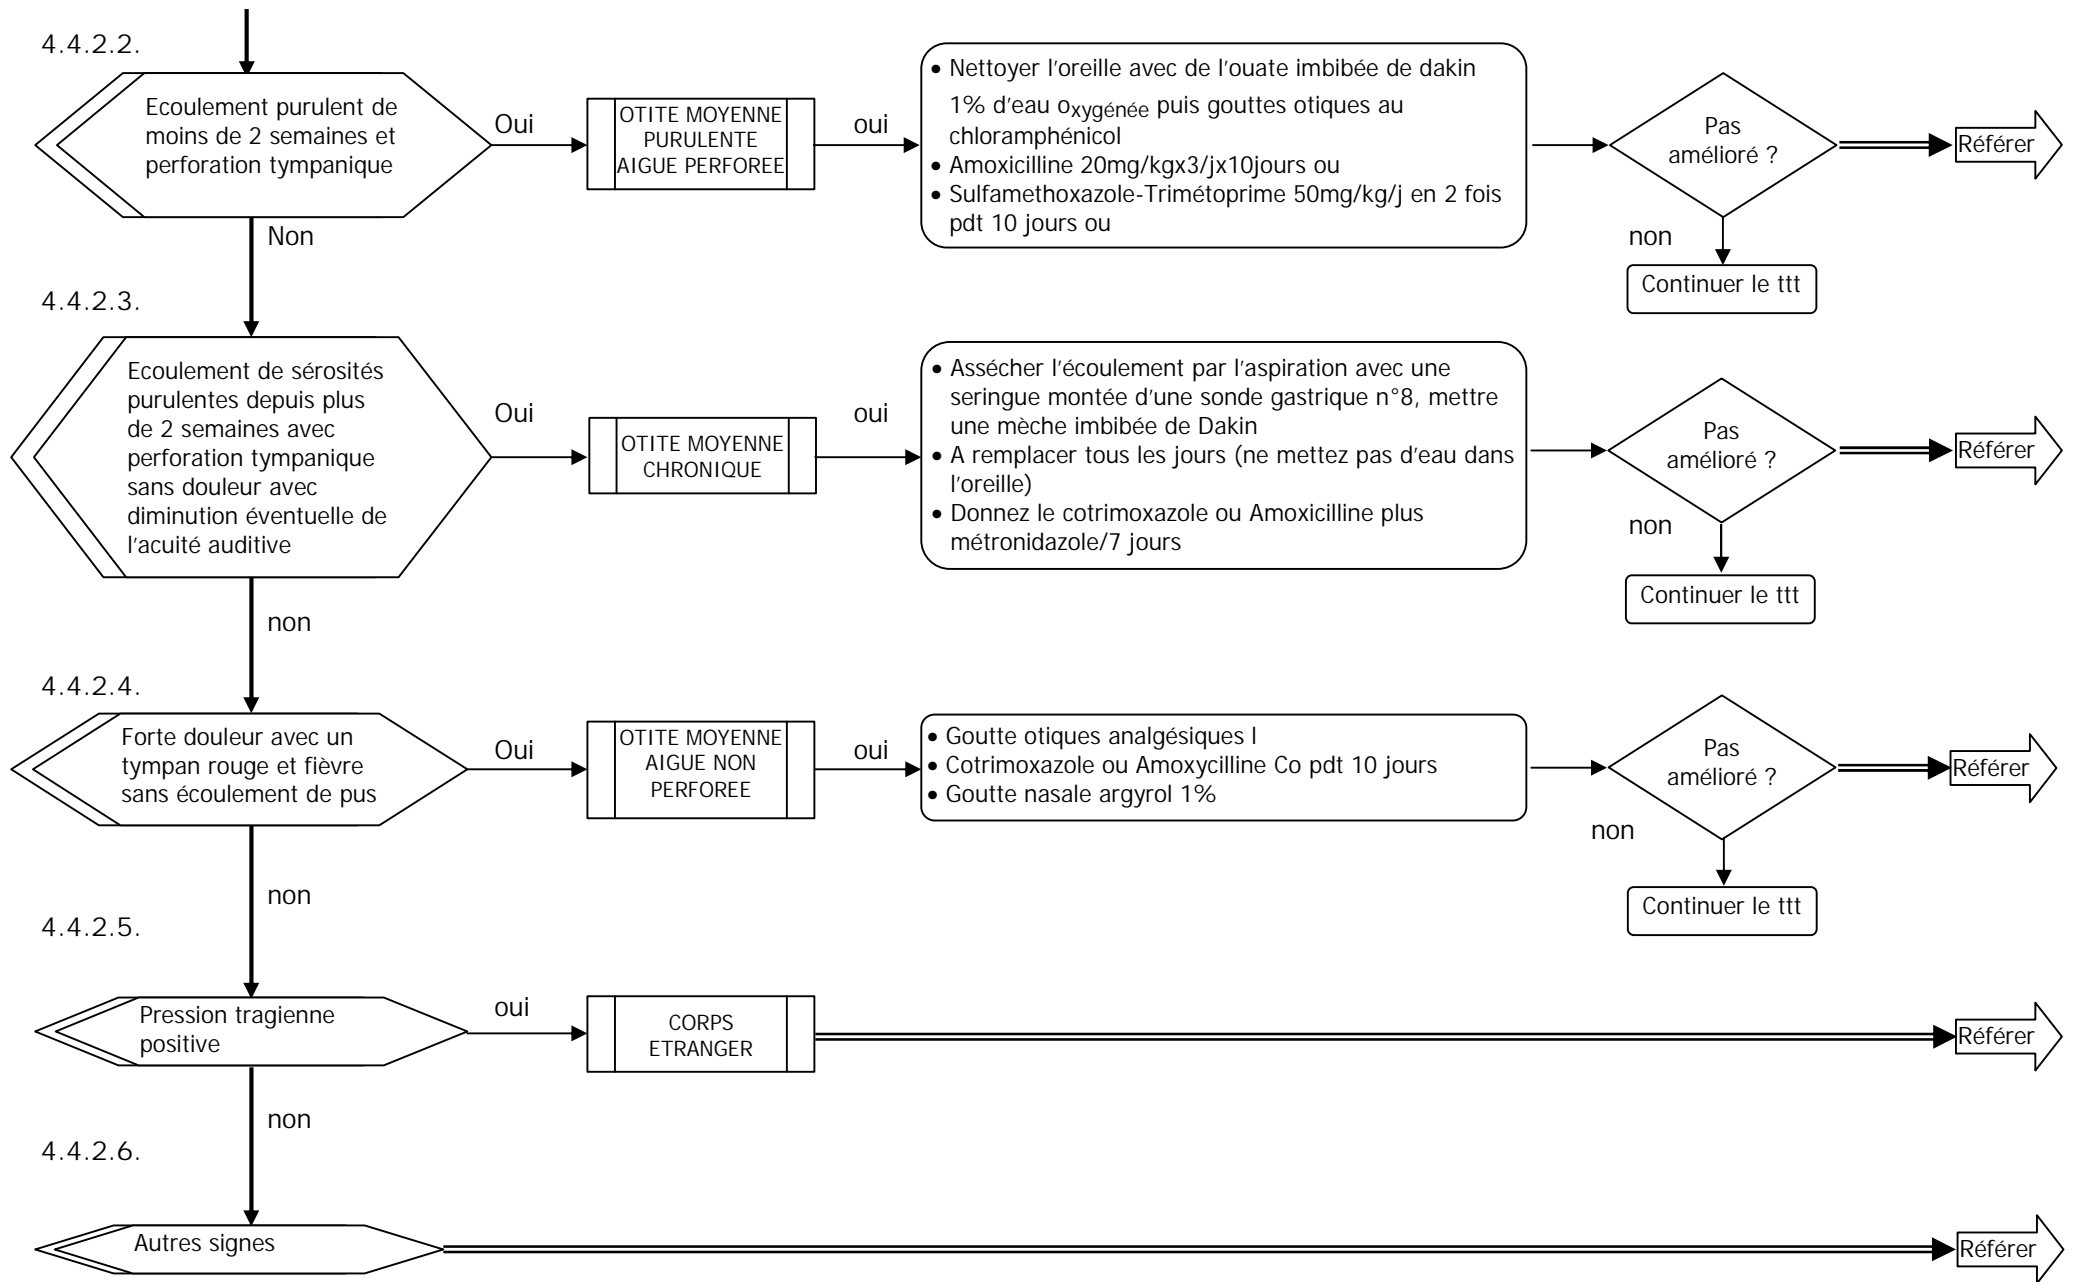 4.4.2.2.
Ecoulement purulent de
moins de 2 semaines et
perforation tympanique
Oui
OTITE MOYENNE
PURULENTE
AIGUE PERFOREE
oui
• Nettoyer l'oreille avec de l'ouate imbibée de dakin
1% d'eau oxygénée puis gouttes otiques au
chloramphénicol
• Amoxicilline 20mg/kgx3/jx10jours ou
• Sulfamethoxazole-Trimétoprime 50mg/kg/j en 2 fois
pdt 10 jours ou
Pas
amélioré ?
Référer
non
Continuer le ttt
Non
4.4.2.3.
Ecoulement de sérosités
purulentes depuis plus
de 2 semaines avec
perforation tympanique
sans douleur avec
diminution éventuelle de
l'acuité auditive
Oui
OTITE MOYENNE
CHRONIQUE
oui
• Assécher l'écoulement par l'aspiration avec une
seringue montée d'une sonde gastrique n°8, mettre
une mèche imbibée de Dakin
• A remplacer tous les jours (ne mettez pas d'eau dans
l'oreille)
• Donnez le cotrimoxazole ou Amoxicilline plus
métronidazole/7 jours
Pas
amélioré ?
Référer
non
Continuer le ttt
non
4.4.2.4.
Forte douleur avec un
tympan rouge et fièvre
sans écoulement de pus
Oui
OTITE MOYENNE
AIGUE NON
PERFOREE
oui
• Goutte otiques analgésiques l
• Cotrimoxazole ou Amoxycilline Co pdt 10 jours
• Goutte nasale argyrol 1%
Pas
amélioré ?
Référer
non
Continuer le ttt
non
4.4.2.5.
Pression tragienne
positive
oui
CORPS
ETRANGER
Référer
non
4.4.2.6.
Autres signes
Référer